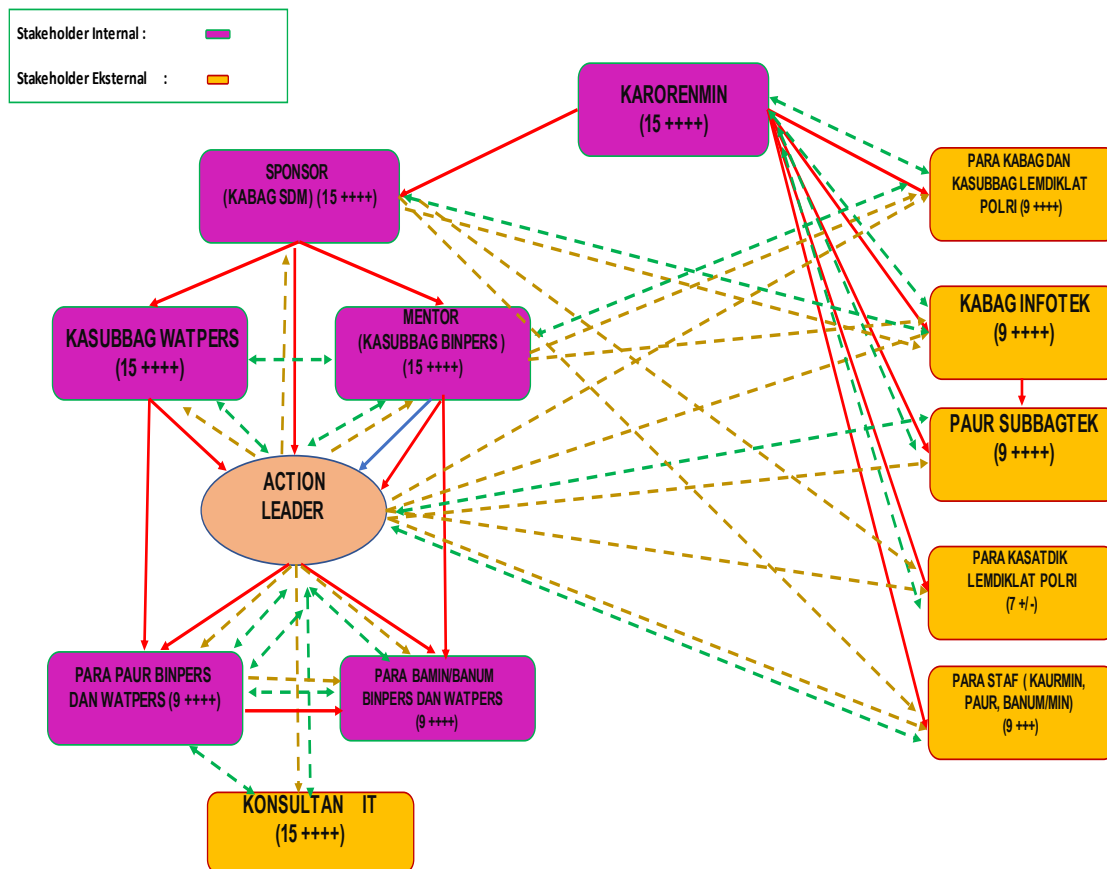 Stakeholder Internal :
Stakeholder Eksternal :
KARORENMIN
(15 ++++)
SPONSOR
(KABAG SDM) (15 ++++)
PARA KABAG DAN
KASUBBAG LEMDIKLAT
POLRI (9 ++++)
KASUBBAG WATPERS
(15 ++++)
MENTOR
(KASUBBAG BINPERS )
(15 ++++)
KABAG INFOTEK
(9 ++++)
PAUR SUBBAGTEK
(9 ++++)
ACTION
LEADER
PARA KASATDIK
LEMDIKLAT POLRI
(7 +/ -)
PARA PAUR BINPERS
DAN WATPERS (9 ++++)
PARA BAMIN/BANUM
BINPERS DAN WATPERS
(9 ++++)
PARA STAF ( KAURMIN,
PAUR, BANUM/MIN)
(9 +++)
KONSULTAN IT
(15 ++++)